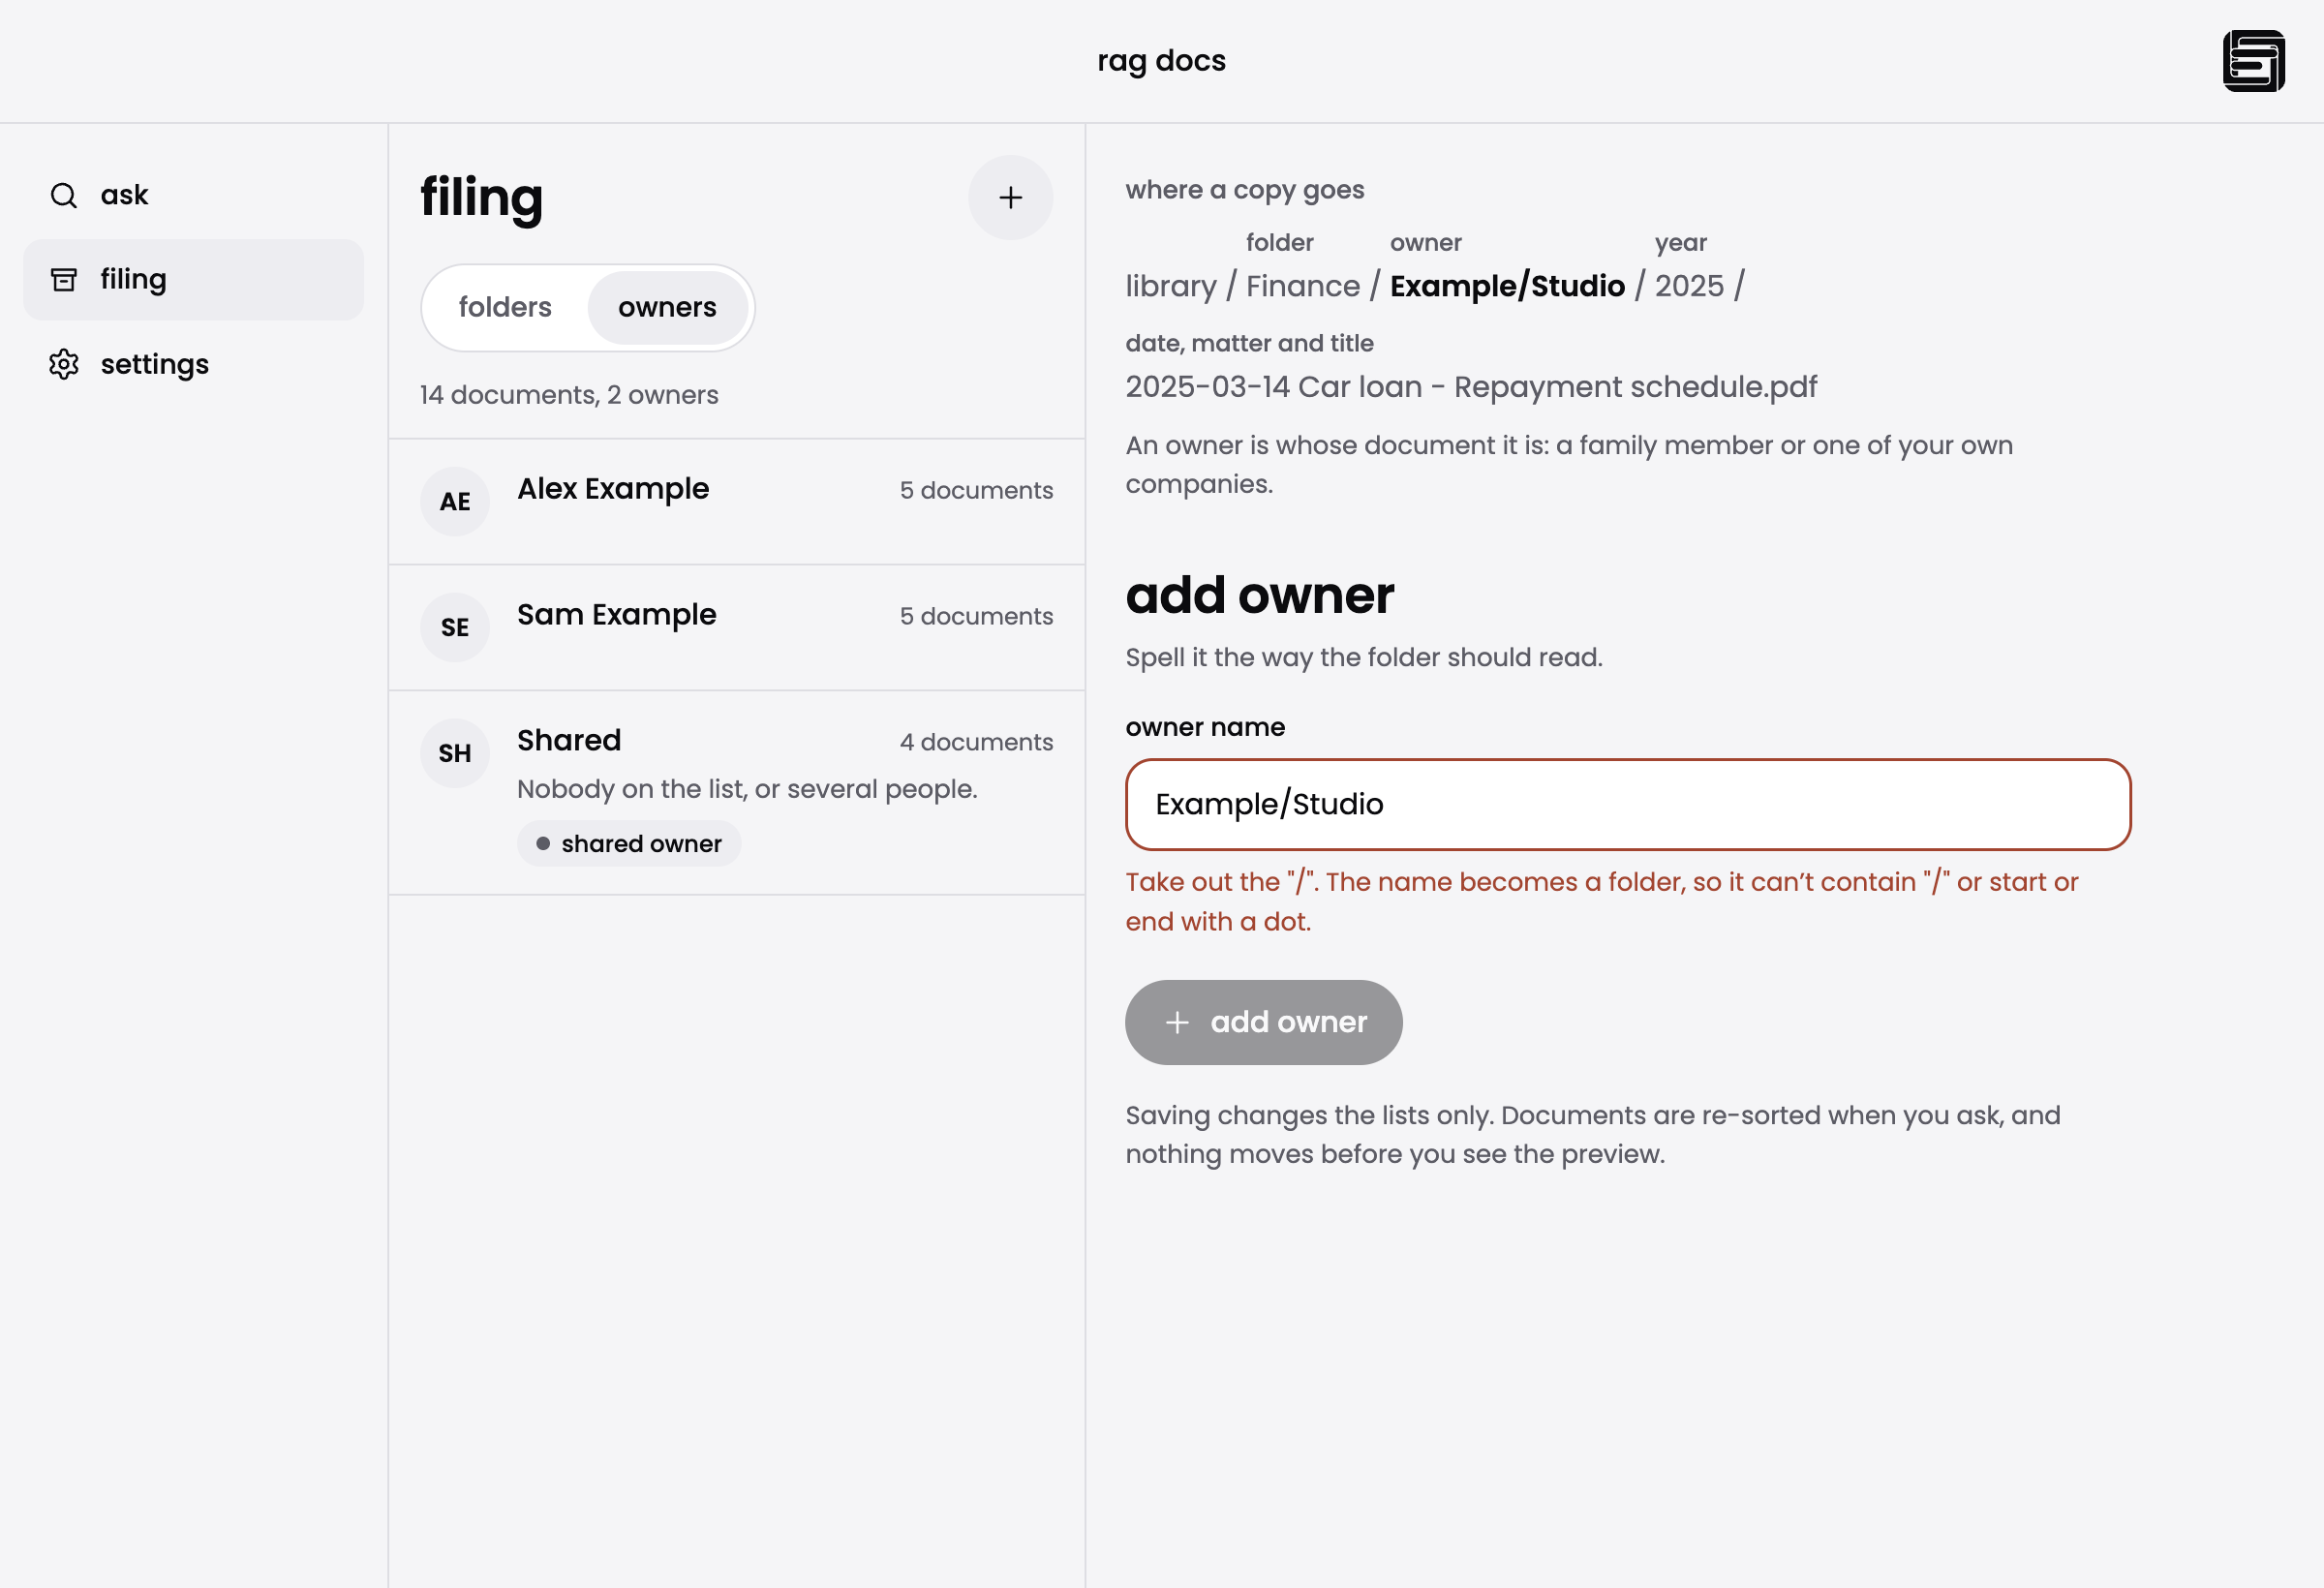 rag docs
ask
filing
settings
filing
folders
owners
14 documents, 2 owners
AE
Alex Example
5 documents
SE
Sam Example
5 documents
SH
Shared
4 documents
Nobody on the list, or several people.
shared owner
where a copy goes
folder owner year
library / Finance / Example/Studio / 2025 /
date, matter and title
2025-03-14 Car loan - Repayment schedule.pdf
An owner is whose document it is: a family member or one of your own
companies.
add owner
Spell it the way the folder should read.
owner name
Example/Studio
Take out the "/". The name becomes a folder, so it can’t contain "/" or start or
end with a dot.
add owner
Saving changes the lists only. Documents are re-sorted when you ask, and
nothing moves before you see the preview.